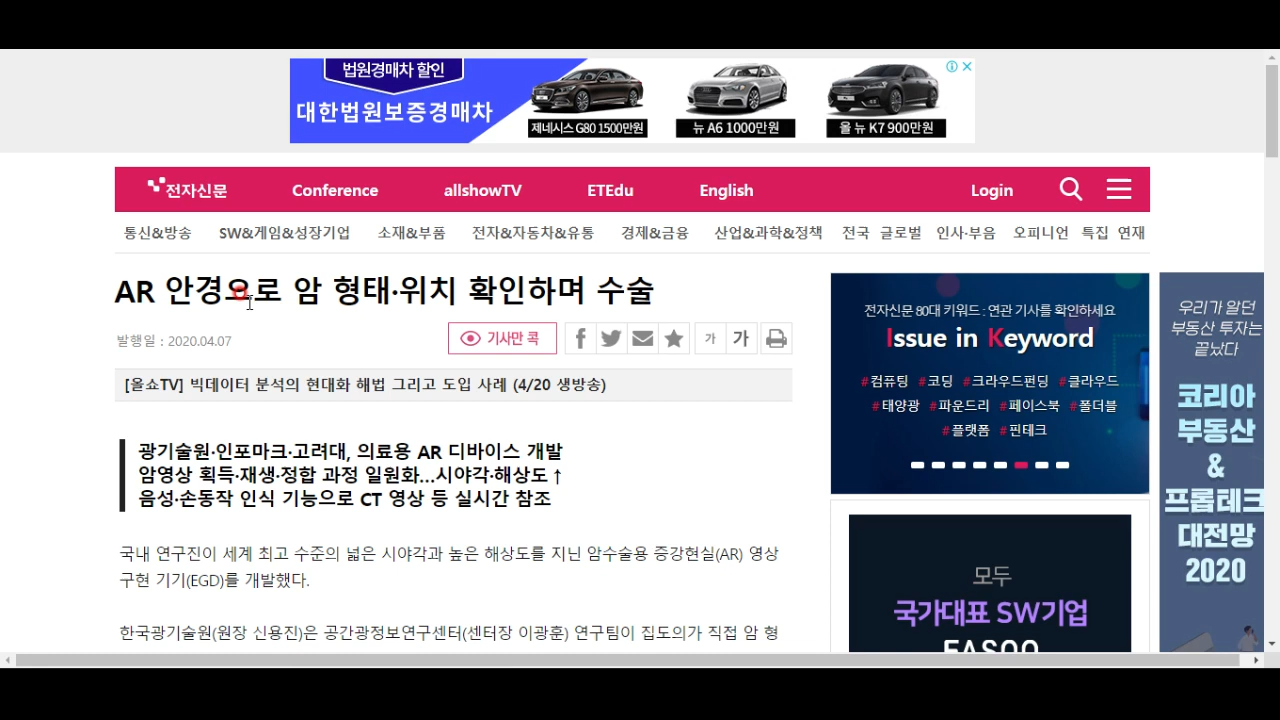 법원경매차 할인
대한법원보증경매차
제네시스 G80 1500만원
뉴 A6 1000만원
올 뉴 K7 900만원
전자신문 Conference allshowTV ETEdu English Login
통신&방송 SW&게임&성장기업 소재&부품 전자&자동차&유통 경제&금융 산업&과학&정책 전국 글로벌 인사·부음 오피니언 특집 연재
AR 안경으로 암 형태·위치 확인하며 수술
발행일 : 2020.04.07
기사만 콕
가 가
[올쇼TV] 빅데이터 분석의 현대화 해법 그리고 도입 사례 (4/20 생방송)
광기술원·인포마크·고려대, 의료용 AR 디바이스 개발
암영상 획득·재생·정합 과정 일원화...시야각·해상도↑
음성·손동작 인식 기능으로 CT 영상 등 실시간 참조
국내 연구진이 세계 최고 수준의 넓은 시야각과 높은 해상도를 지닌 암수술용 증강현실(AR) 영상
구현 기기(EGD)를 개발했다.
한국광기술원(원장 신용진)은 공간광정보연구센터(센터장 이광훈) 연구팀이 집도의가 직접 암 형
전자신문 80대 키워드 : 연관 기사를 확인하세요
Issue in Keyword
#컴퓨팅 #코딩 #크라우드펀딩 #클라우드
#태양광 #파운드리 #페이스북 #폴더블
#플랫폼 #핀테크
모두
국가대표 SW기업
FASOO
우리가 알던
부동산 투자는
끝났다
코리아
부동산
&
프롭테크
대전망
2020